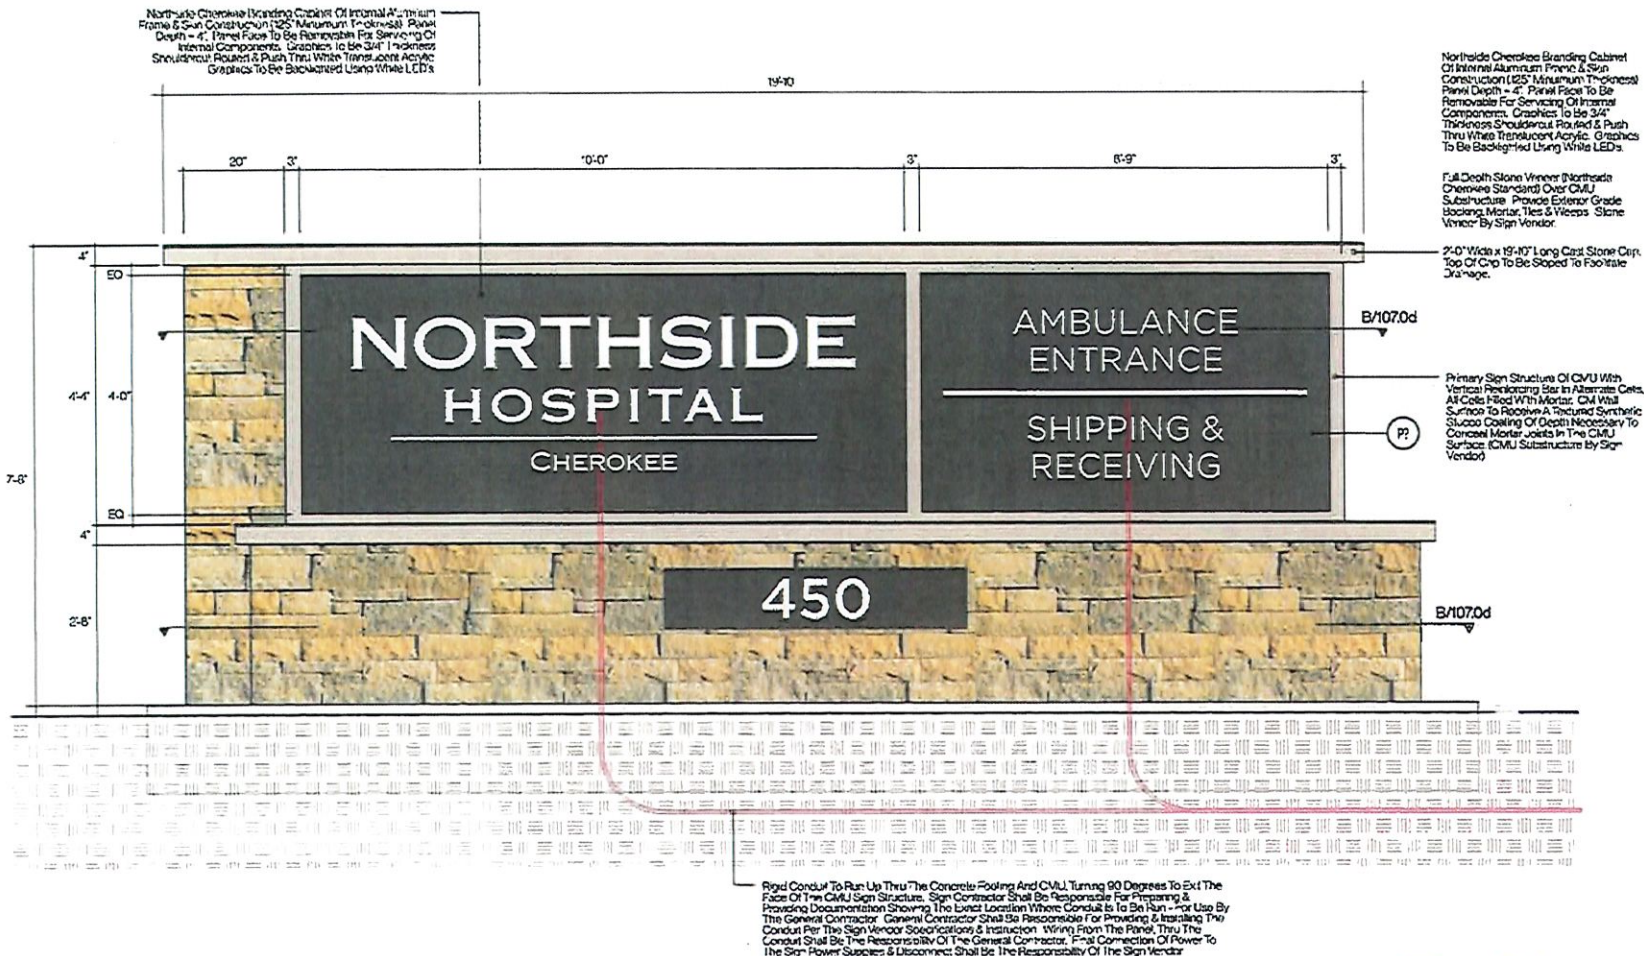 Northside Cherokee Branding Cabinet Of Internal Aluminum
Frame & Skin Construction (.125" Minumum Thickness) Panel
Depth - 4". Panel Face To Be Removable For Servicing Of
Internal Components. Graphics To Be 3/4" Thickness
Shouldercut Routed & Push Thru White Translucent Acrylic
Graphics To Be Backlighted Using White LED's
19'-10
20"
3"
10'-0"
3"
8'-9"
3"
Northside Cherokee Branding Cabinet
Of Internal Aluminum Frame & Skin
Construction (.125" Minumum Thickness)
Panel Depth - 4". Panel Face To Be
Removable For Servicing Of Internal
Components. Graphics To Be 3/4"
Thickness Shouldercut Routed & Push
Thru White Translucent Acrylic. Graphics
To Be Backlighted Using White LED's.
Full Depth Stone Veneer (Northside
Cherokee Standard) Over CMU
Substructure Provide Exterior Grade
Backing, Mortar, Ties & Weeps Stone
Veneer By Sign Vendor.
2'-0" Wide x 19'-10" Long Cast Stone Cap,
Top Of Cap To Be Sloped To Facilitate
Drainage.
4"
EQ
4'-4"
4'-0"
EQ
7'-8"
4"
2'-8"
NORTHSIDE
HOSPITAL
CHEROKEE
AMBULANCE
ENTRANCE
SHIPPING &
RECEIVING
450
B/107.0d
Primary Sign Structure Of CMU With
Vertical Reinforcing Bar In Alternate Cells,
All Cells Filled With Mortar. CM Wall
Surface To Receive A Textured Synthetic
Stucco Coating Of Depth Necessary To
Conceal Mortar Joints In The CMU
Surface (CMU Substructure By Sign
Vendor)
P?
B/107.0d
Rigid Conduit To Run Up Thru The Concrete Footing And CMU, Turning 90 Degrees To Exit The
Face Of The CMU Sign Structure. Sign Contractor Shall Be Responsible For Preparing &
Providing Documentation Showing The Exact Location Where Conduit Is To Be Run - For Use By
The General Contractor. General Contractor Shall Be Responsible For Providing & Installing The
Conduit Per The Sign Vendor Specifications & Instruction Wiring From The Panel, Thru The
Conduit Shall Be The Responsibility Of The General Contractor. Final Connection Of Power To
The Sign Power Supplies & Disconnect Shall Be The Responsibility Of The Sign Vendor